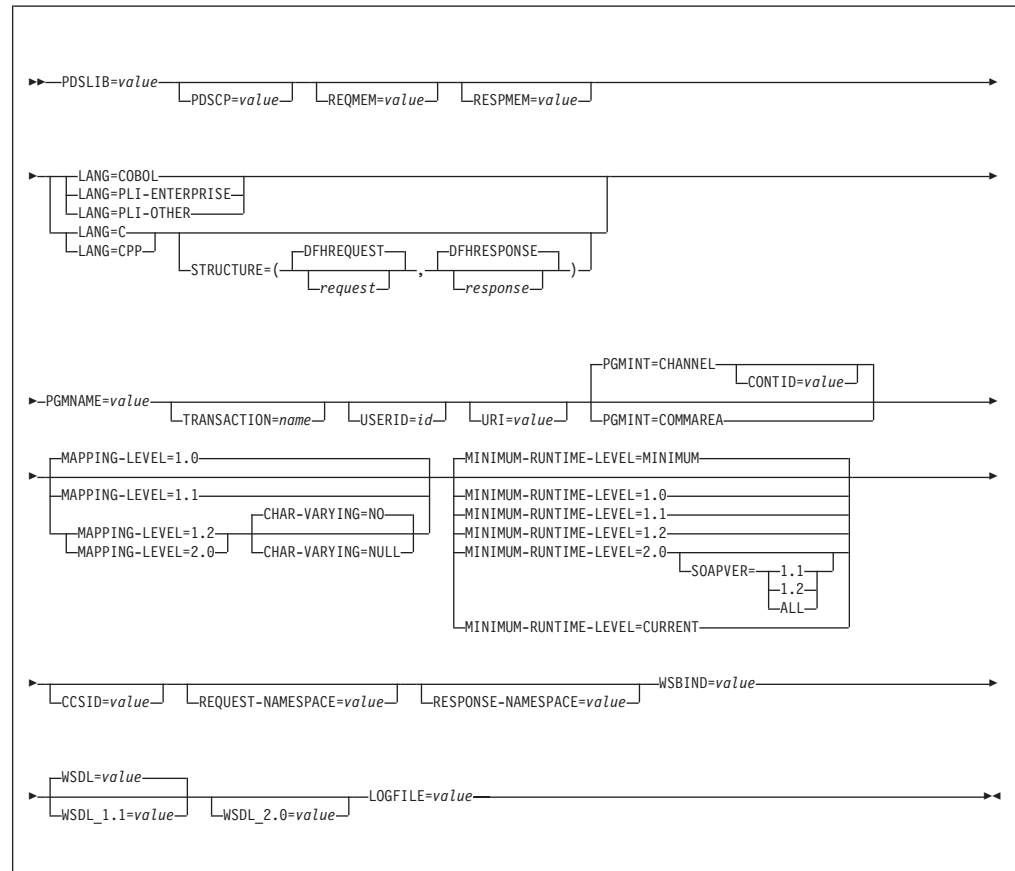 PDSLIB=value
PDSCP=value REQMEM=value RESPMEM=value
LANG=COBOL
LANG=PLI-ENTERPRISE
LANG=PLI-OTHER
LANG=C
LANG=CPP
DFHREQUEST DFHRESPONSE
STRUCTURE=( , )
request response
PGMINT=CHANNEL
CONTID=value
PGMNAME=value
TRANSACTION=name USERID=id URI=value PGMINT=COMMAREA
MAPPING-LEVEL=1.0 MINIMUM-RUNTIME-LEVEL=MINIMUM
MAPPING-LEVEL=1.1 MINIMUM-RUNTIME-LEVEL=1.0
CHAR-VARYING=NO MINIMUM-RUNTIME-LEVEL=1.1
MAPPING-LEVEL=1.2 MINIMUM-RUNTIME-LEVEL=1.2
MAPPING-LEVEL=2.0 CHAR-VARYING=NULL MINIMUM-RUNTIME-LEVEL=2.0
SOAPVER= 1.1
1.2
ALL
MINIMUM-RUNTIME-LEVEL=CURRENT
WSBIND=value
CCSID=value REQUEST-NAMESPACE=value RESPONSE-NAMESPACE=value
WSDL=value
LOGFILE=value
WSDL_1.1=value WSDL_2.0=value